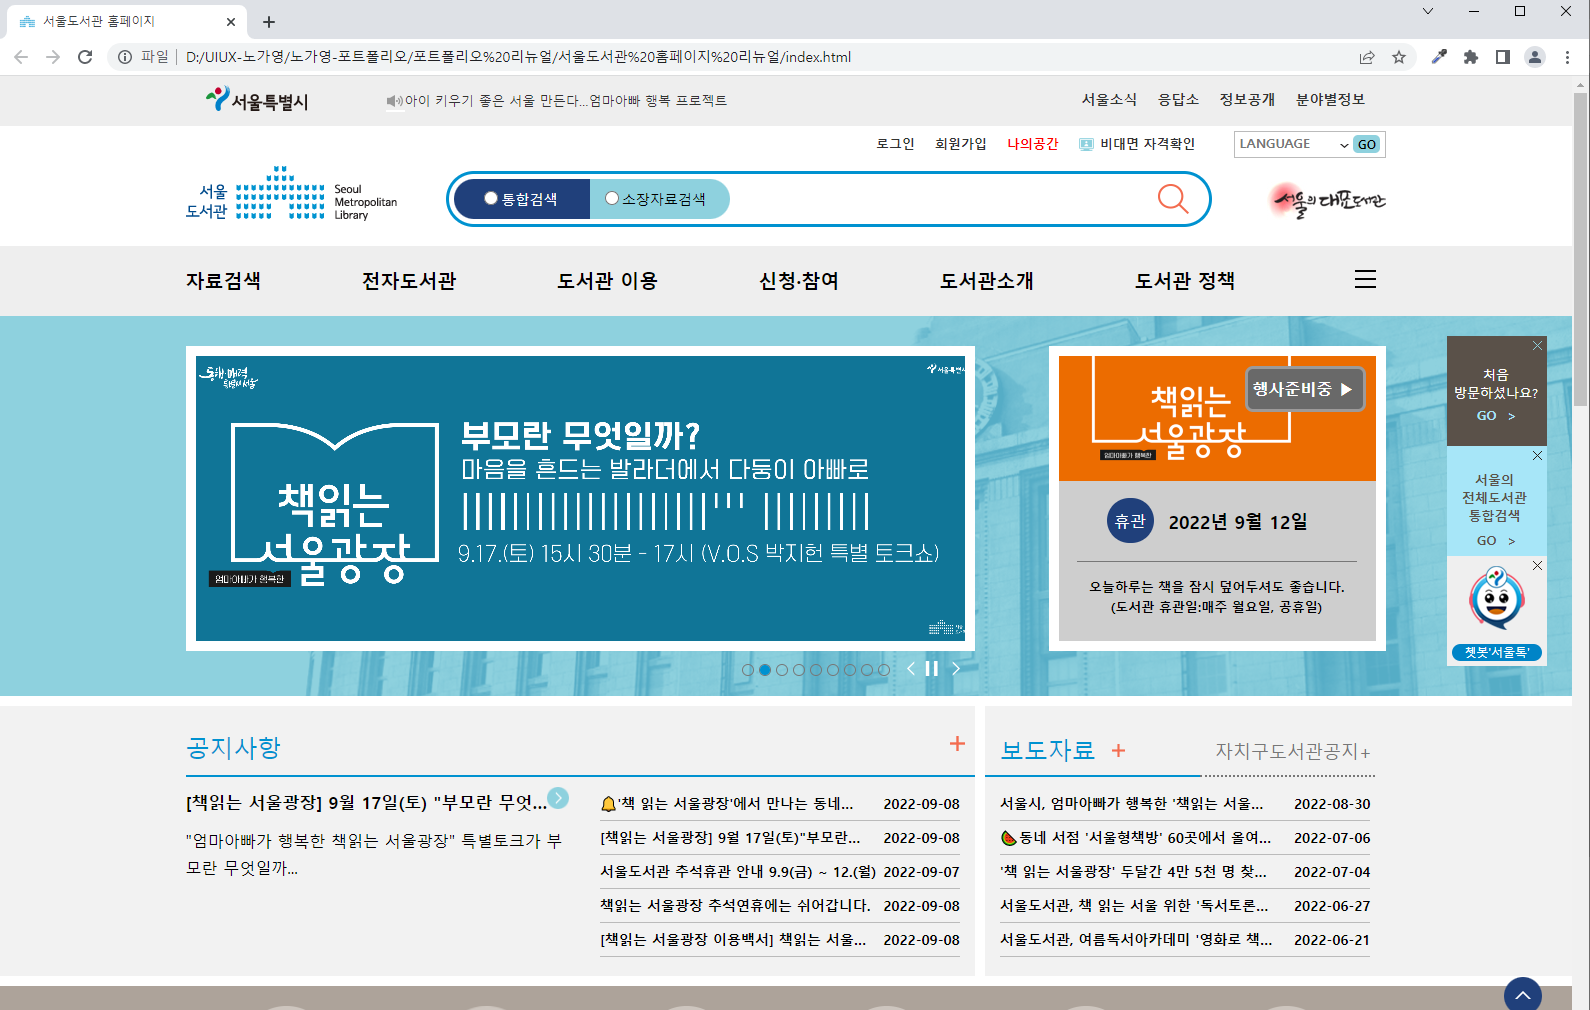 서울도서관 홈페이지
파일
D:/UIUX-노가영/노가영-포트폴리오/포트폴리오%20리뉴얼/서울도서관%20홈페이지%20리뉴얼/index.html
서울특별시
아이 키우기 좋은 서울 만든다...엄마아빠 행복 프로젝트
서울소식 응답소 정보공개 분야별정보
로그인 회원가입 나의공간 비대면 자격확인 LANGUAGE GO
서울
도서관
Seoul
Metropolitan
Library
통합검색 소장자료검색
서울의 대표도서관
자료검색 전자도서관 도서관 이용 신청·참여 도서관소개 도서관 정책
동행·매력
특별시 서울
서울특별시
책읽는
서울광장
엄마아빠가 행복한
부모란 무엇일까?
마음을 흔드는 발라더에서 다둥이 아빠로
9.17.(토) 15시 30분 - 17시 (V.O.S 박지헌 특별 토크쇼)
책읽는
서울광장
엄마아빠가 행복한
행사준비중 ▶
휴관 2022년 9월 12일
오늘하루는 책을 잠시 덮어두셔도 좋습니다.
(도서관 휴관일:매주 월요일, 공휴일)
처음
방문하셨나요?
GO >
서울의
전체도서관
통합검색
GO >
챗봇'서울톡'
공지사항 +
[책읽는 서울광장] 9월 17일(토) "부모란 무엇...
"엄마아빠가 행복한 책읽는 서울광장" 특별토크가 부
모란 무엇일까...
🔔'책 읽는 서울광장'에서 만나는 동네... 2022-09-08
[책읽는 서울광장] 9월 17일(토)"부모란... 2022-09-08
서울도서관 추석휴관 안내 9.9(금) ~ 12.(월) 2022-09-07
책읽는 서울광장 추석연휴에는 쉬어갑니다. 2022-09-08
[책읽는 서울광장 이용백서] 책읽는 서울... 2022-09-08
보도자료 + 자치구도서관공지+
서울시, 엄마아빠가 행복한 '책읽는 서울... 2022-08-30
🍉동네 서점 '서울형책방' 60곳에서 올여... 2022-07-06
'책 읽는 서울광장' 두달간 4만 5천 명 찾... 2022-07-04
서울도서관, 책 읽는 서울 위한 '독서토론... 2022-06-27
서울도서관, 여름독서아카데미 '영화로 책... 2022-06-21